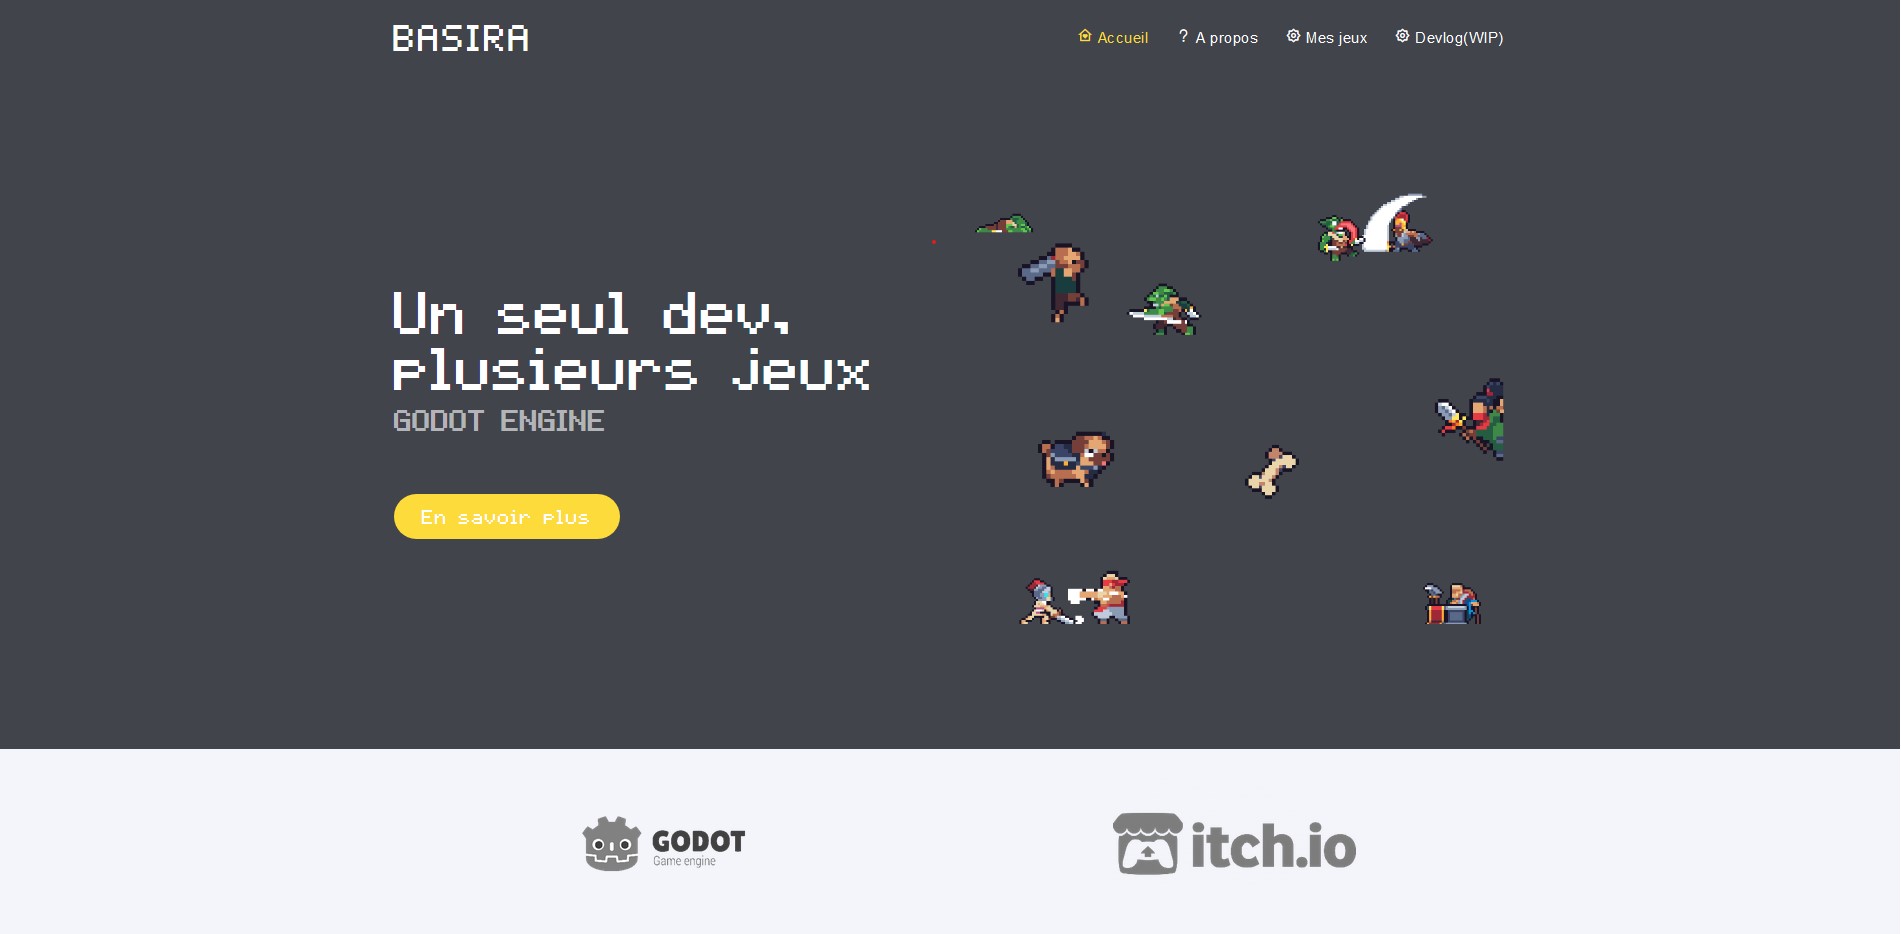 BASIRA
Accueil
? A propos
Mes jeux
Devlog(WIP)
Un seul dev,
plusieurs jeux
GODOT ENGINE
En savoir plus
GODOT
Game engine
itch.io